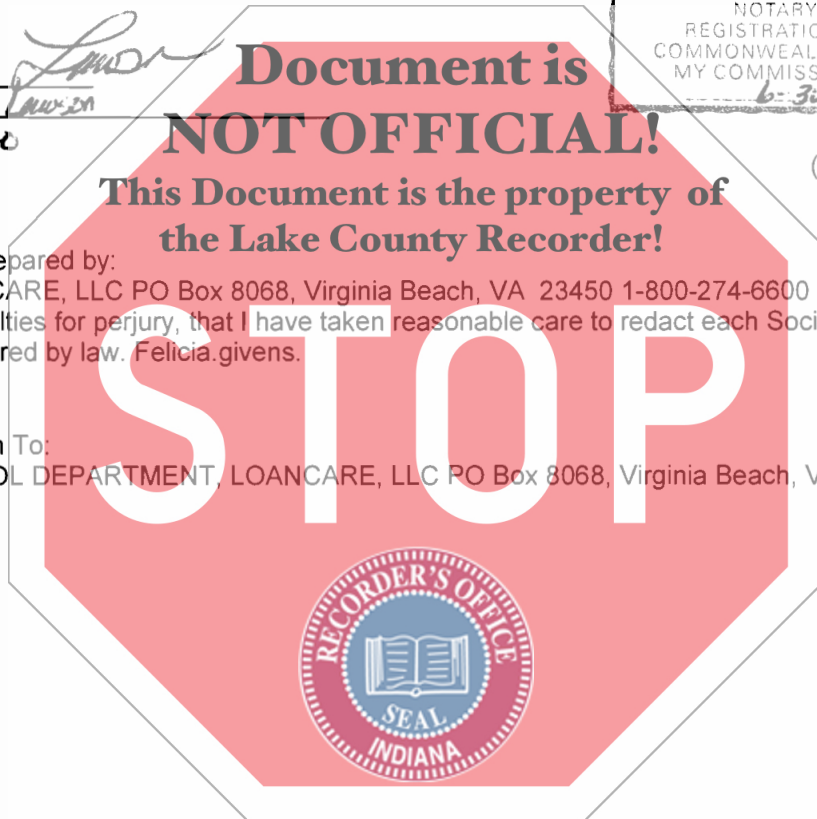 NOTARY
REGISTRATIO
COMMONWEAL
MY COMMISS
Document is
NOT OFFICIAL!
This Document is the property of
the Lake County Recorder!
epared by:
CARE, LLC PO Box 8068, Virginia Beach, VA 23450 1-800-274-6600
lties for perjury, that I have taken reasonable care to redact each Soci
red by law. Felicia.givens.
STOP
To:
OL DEPARTMENT, LOANCARE, LLC PO Box 8068, Virginia Beach, V
RECORDER'S OFFICE
SEAL
INDIANA